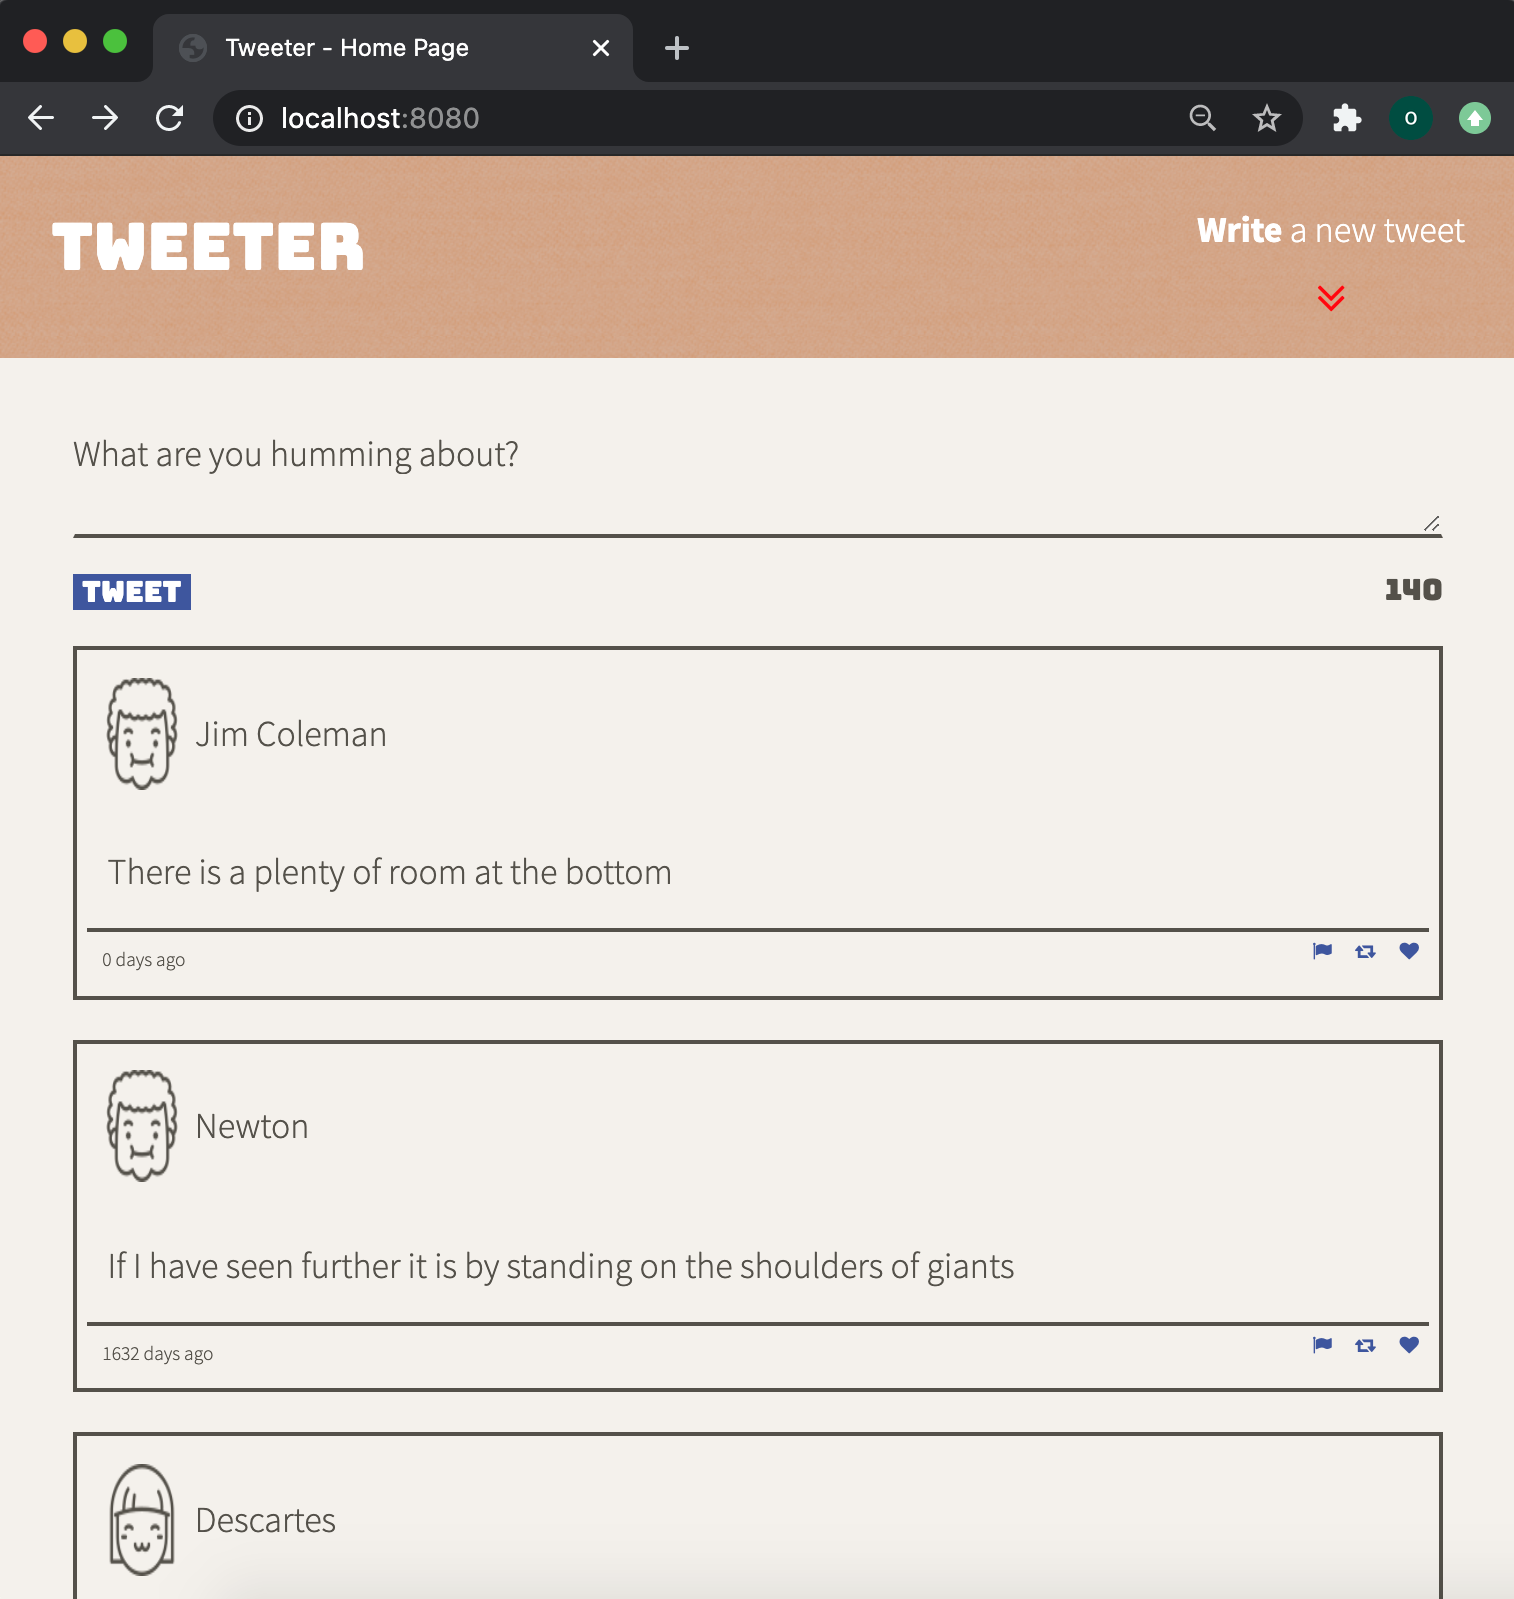 Tweeter - Home Page
localhost:8080
O
TWEETER
Write a new tweet
What are you humming about?
TWEET
140
Jim Coleman
There is a plenty of room at the bottom
0 days ago
Newton
If I have seen further it is by standing on the shoulders of giants
1632 days ago
Descartes